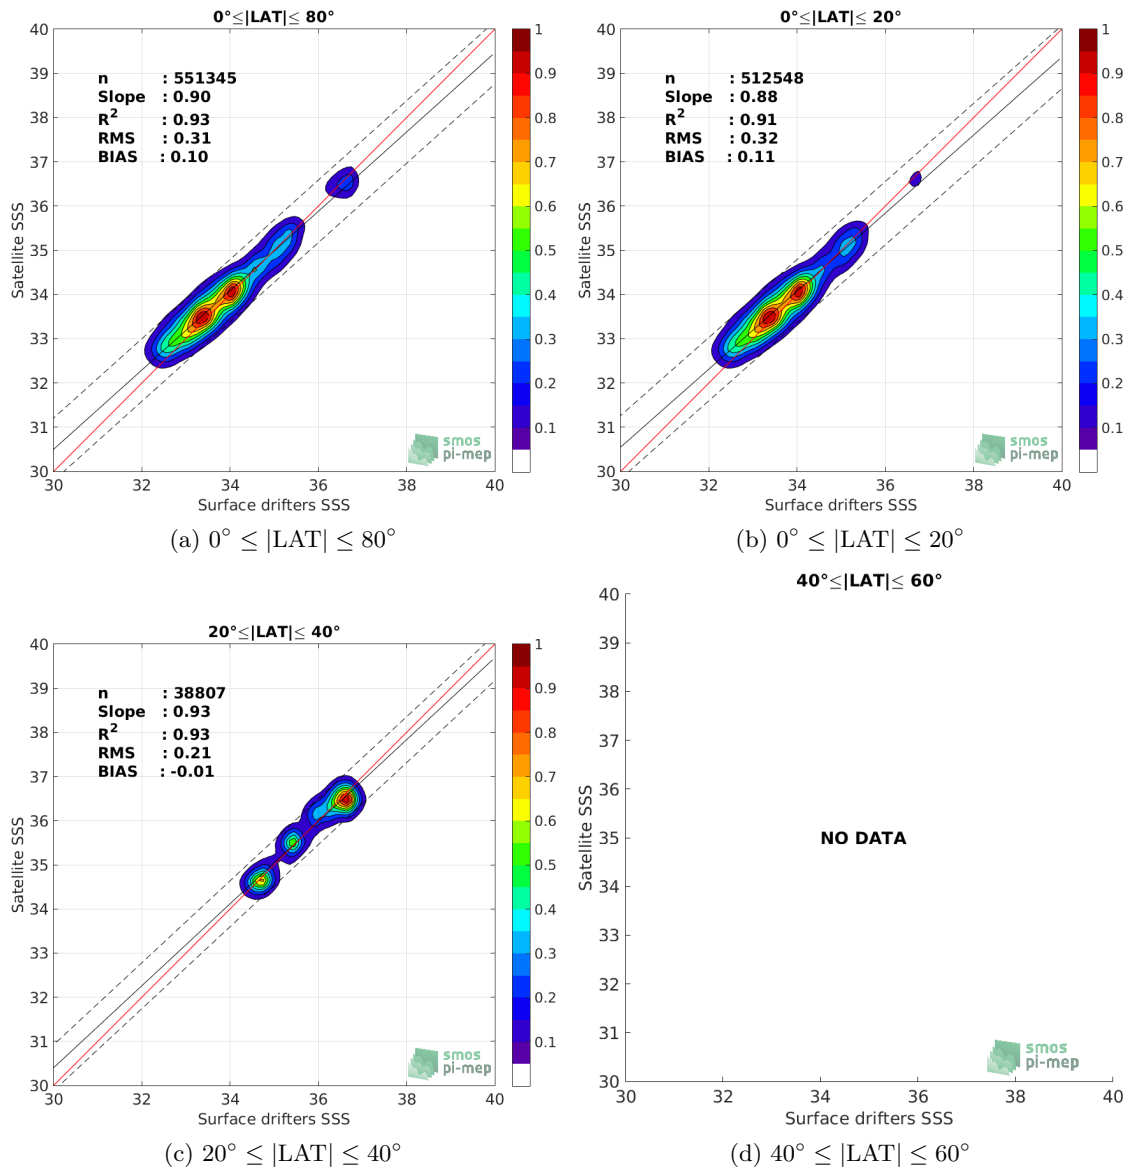 0°≤|LAT|≤ 80°
40
39
38
37
36
35
34
33
32
31
30
Satellite SSS
n : 551345
Slope : 0.90
R² : 0.93
RMS : 0.31
BIAS : 0.10
smos
pi-mep
30 32 34 36 38 40
Surface drifters SSS
1
0.9
0.8
0.7
0.6
0.5
0.4
0.3
0.2
0.1
(a) 0° ≤ |LAT| ≤ 80°
0°≤|LAT|≤ 20°
40
39
38
37
36
35
34
33
32
31
30
Satellite SSS
n : 512548
Slope : 0.88
R² : 0.91
RMS : 0.32
BIAS : 0.11
smos
pi-mep
30 32 34 36 38 40
Surface drifters SSS
1
0.9
0.8
0.7
0.6
0.5
0.4
0.3
0.2
0.1
(b) 0° ≤ |LAT| ≤ 20°
20°≤|LAT|≤ 40°
40
39
38
37
36
35
34
33
32
31
30
Satellite SSS
n : 38807
Slope : 0.93
R² : 0.93
RMS : 0.21
BIAS : -0.01
smos
pi-mep
30 32 34 36 38 40
Surface drifters SSS
1
0.9
0.8
0.7
0.6
0.5
0.4
0.3
0.2
0.1
(c) 20° ≤ |LAT| ≤ 40°
40°≤|LAT|≤ 60°
40
39
38
37
36
35
34
33
32
31
30
Satellite SSS
NO DATA
smos
pi-mep
30 32 34 36 38 40
Surface drifters SSS
(d) 40° ≤ |LAT| ≤ 60°